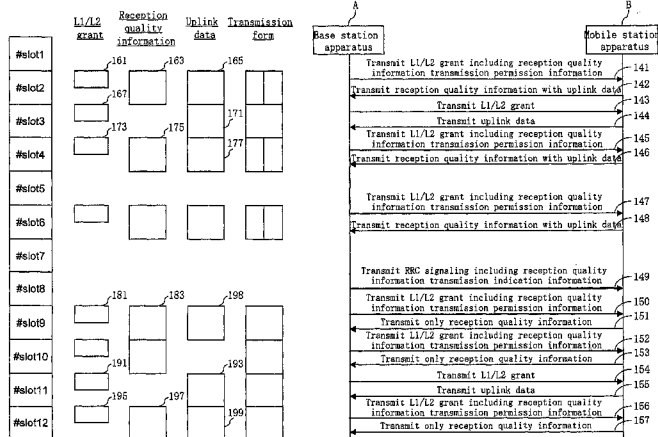 L1/L2
grant
Reception
quality
information
Uplink
data
Transmission
form
#slot1
#slot2
#slot3
#slot4
#slot5
#slot6
#slot7
#slot8
#slot9
#slot10
#slot11
#slot12
161
163
165
167
171
173
175
177
181
183
198
191
193
195
197
199
A
B
Base station
apparatus
Mobile station
apparatus
Transmit L1/L2 grant including reception quality
information transmission permission information
141
Transmit reception quality information with uplink data
142
Transmit L1/L2 grant
143
Transmit uplink data
144
Transmit L1/L2 grant including reception quality
information transmission permission information
145
Transmit reception quality information with uplink data
146
Transmit L1/L2 grant including reception quality
information transmission permission information
147
Transmit reception quality information with uplink data
148
Transmit RRC signaling including reception quality
information transmission indication information
149
Transmit L1/L2 grant including reception quality
information transmission permission information
150
Transmit only reception quality information
151
Transmit L1/L2 grant including reception quality
information transmission permission information
152
Transmit only reception quality information
153
Transmit L1/L2 grant
154
Transmit uplink data
155
Transmit L1/L2 grant including reception quality
information transmission permission information
156
Transmit only reception quality information
157